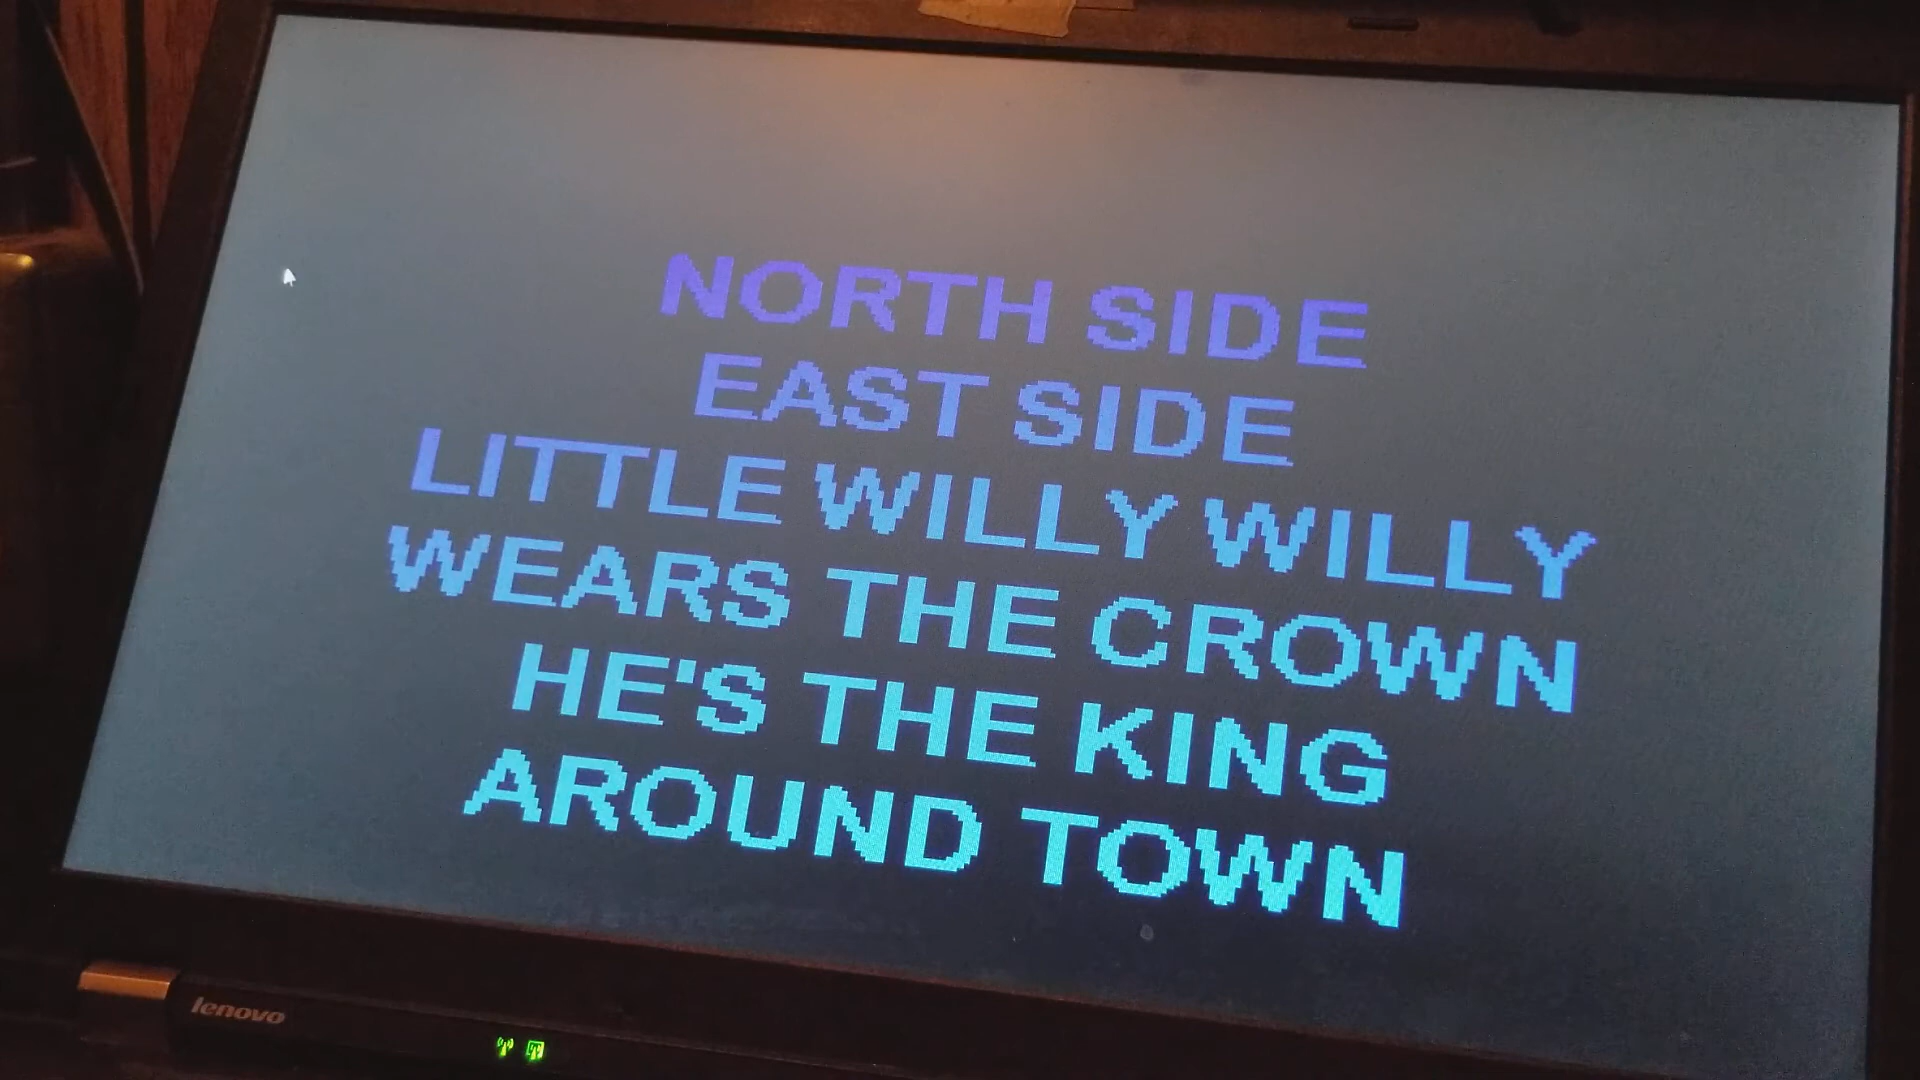 NORTH SIDE
EAST SIDE
LITTLE WILLY WILLY
WEARS THE CROWN
HE'S THE KING
AROUND TOWN
lenovo